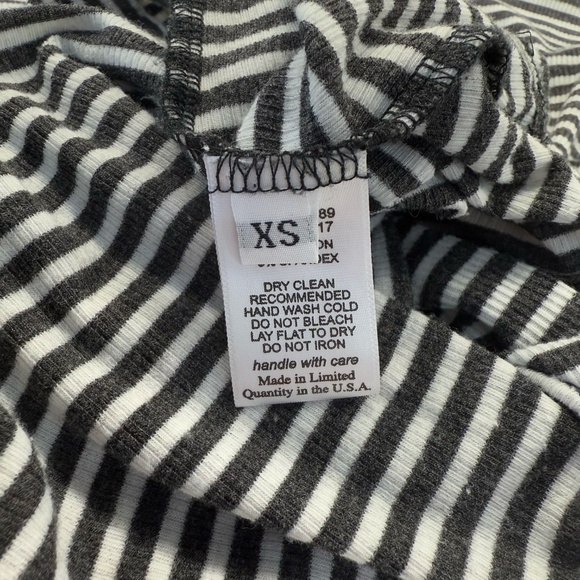 XS
89
17
DRY CLEAN
RECOMMENDED
HAND WASH COLD
DO NOT BLEACH
LAY FLAT TO DRY
DO NOT IRON
handle with care
Made in Limited
Quantity in the U.S.A.